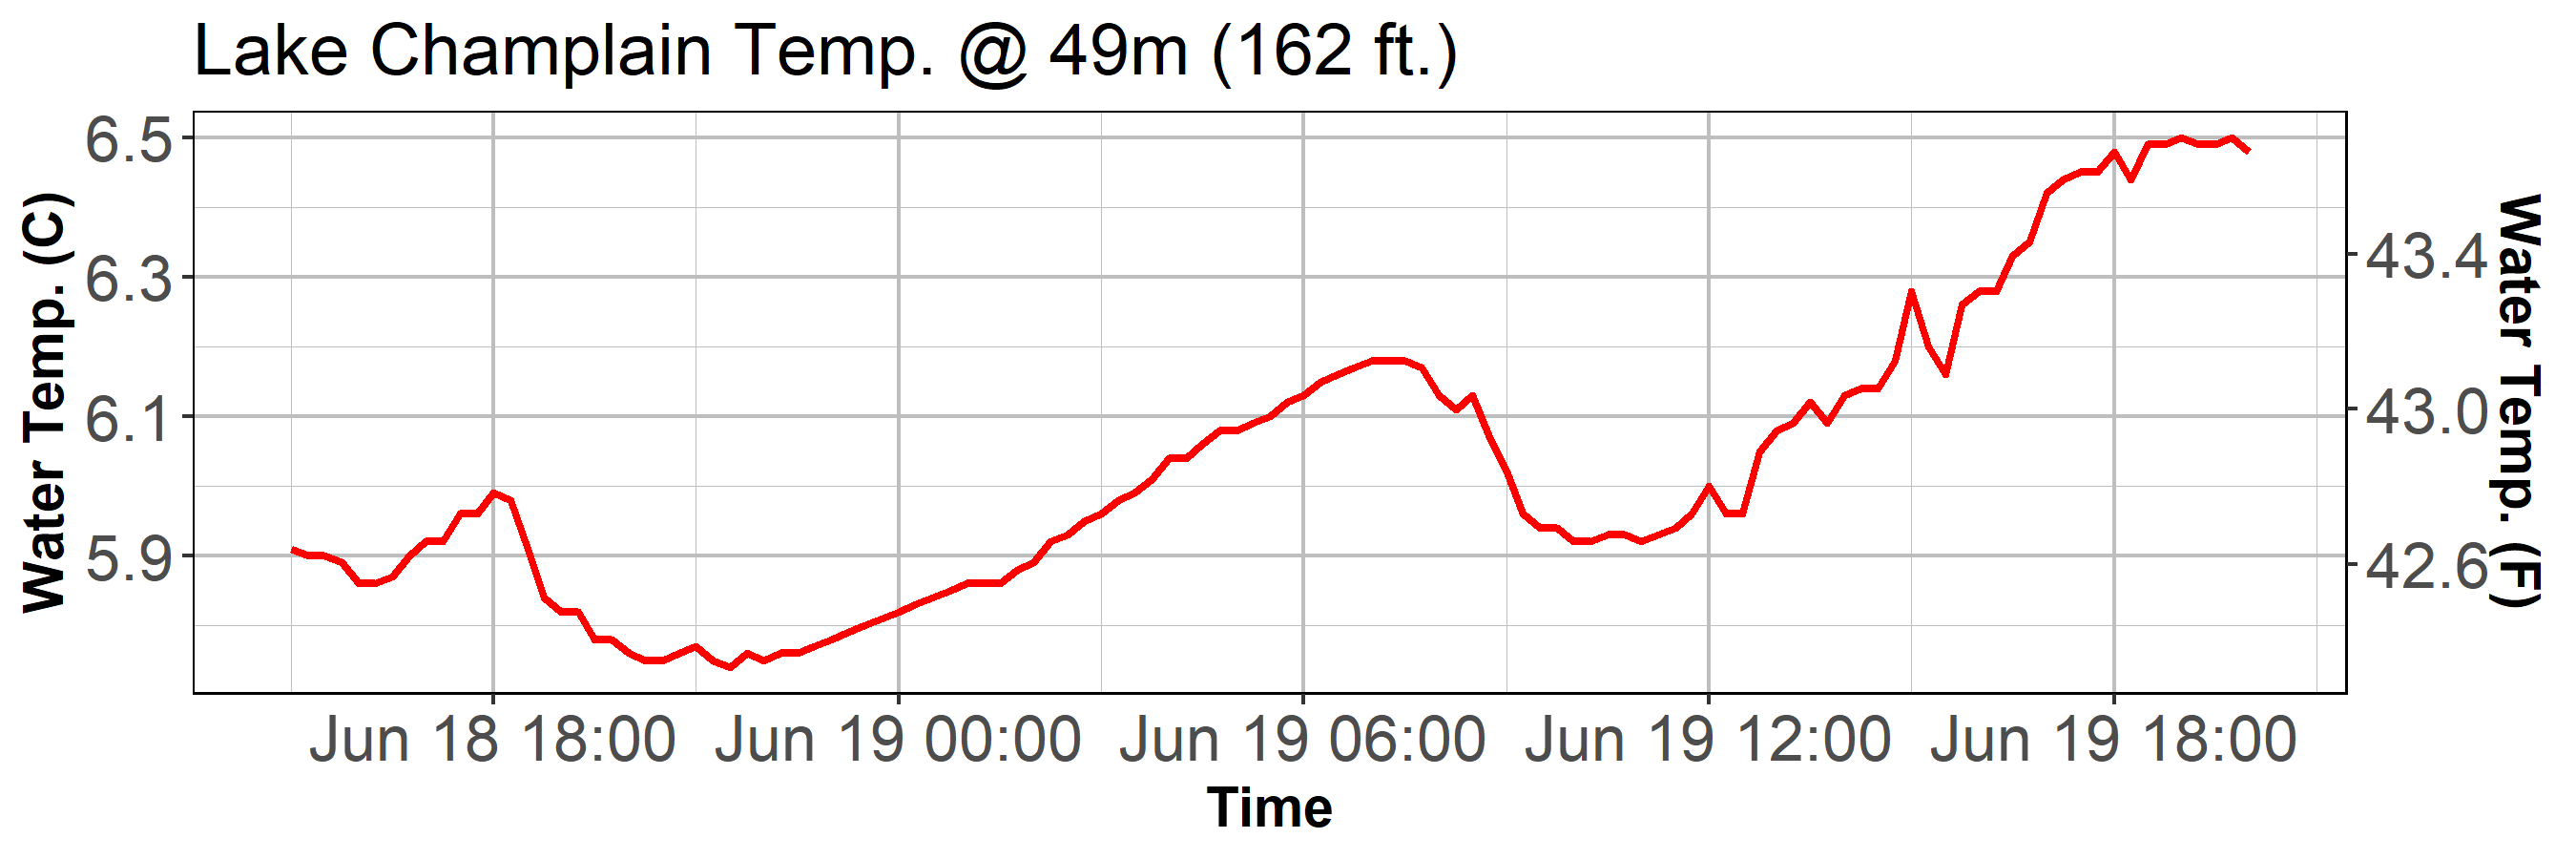 Lake Champlain Temp. @ 49m (162 ft.)
Water Temp. (C)
6.5
6.3
6.1
5.9
43.4
43.0
42.6
Water Temp. (F)
Jun 18 18:00 Jun 19 00:00 Jun 19 06:00 Jun 19 12:00 Jun 19 18:00
Time